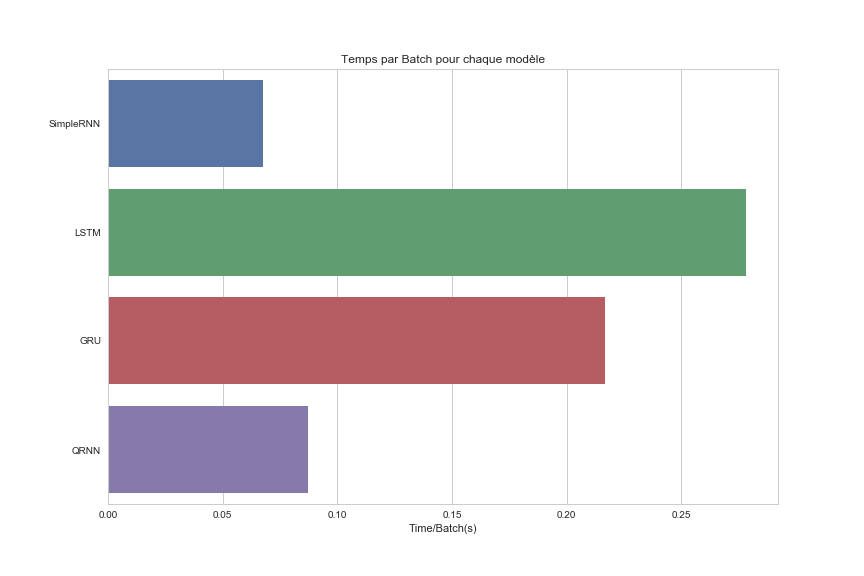 Temps par Batch pour chaque modèle
SimpleRNN
LSTM
GRU
QRNN
0.00 0.05 0.10 0.15 0.20 0.25
Time/Batch(s)